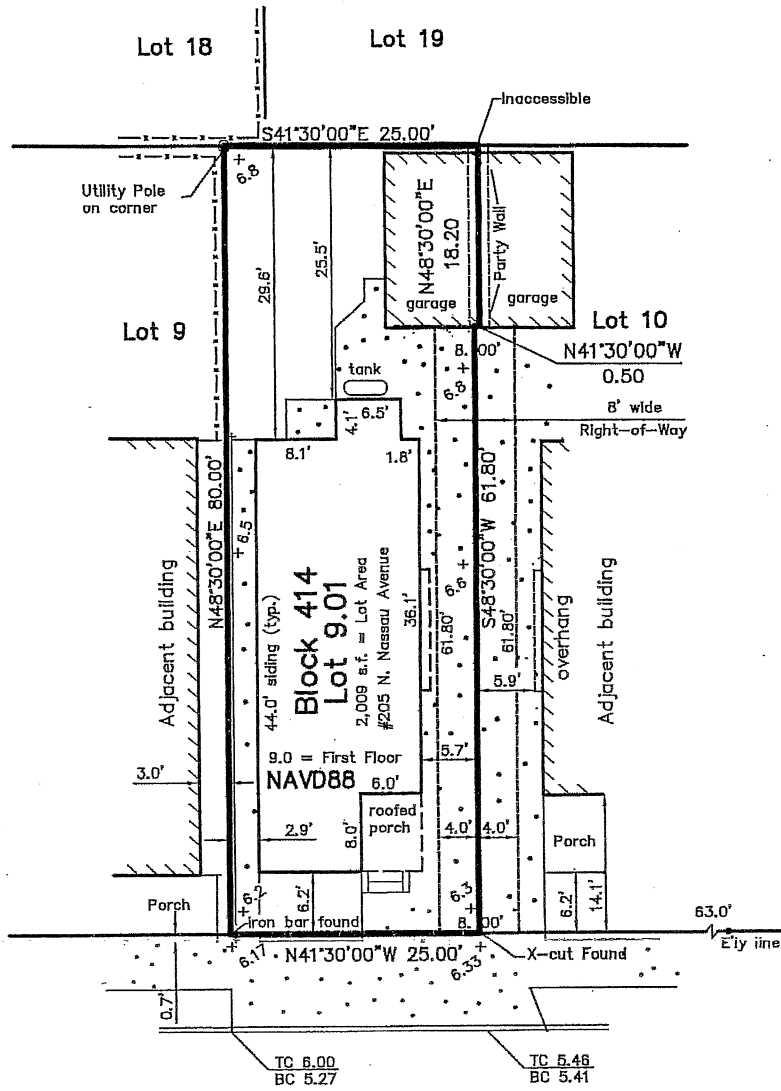 Lot 18
Lot 19
Inaccessible
S41°30'00"E 25.00'
6.8
Utility Pole
on corner
N48°30'00"E
18.20
Party Wall
29.6'
25.5'
garage
garage
Lot 9
Lot 10
8.00'
N41°30'00"W
0.50
6.8
tank
8' wide
Right-of-Way
4.1'
6.5'
8.1'
1.8'
N48°30'00"E 80.00'
6.5
S48°30'00"W 61.80'
6.6
Adjacent building
44.0' siding (typ.)
Block 414
Lot 9.01
2,009 s.f. = Lot Area
#205 N. Nassau Avenue
36.1'
61.80'
61.80'
overhang
Adjacent building
5.9'
9.0 = First Floor
NAVD88
5.7'
3.0'
6.0'
roofed
porch
8.0'
2.9'
4.0'
4.0'
Porch
Porch
6.2
6.2'
6.3
6.2'
14.1'
iron bar found
8.00'
63.0'
E'ly line
6.17
N41°30'00"W 25.00'
6.33
X-cut Found
0.7'
TC 6.00
BC 5.27
TC 5.46
BC 5.41